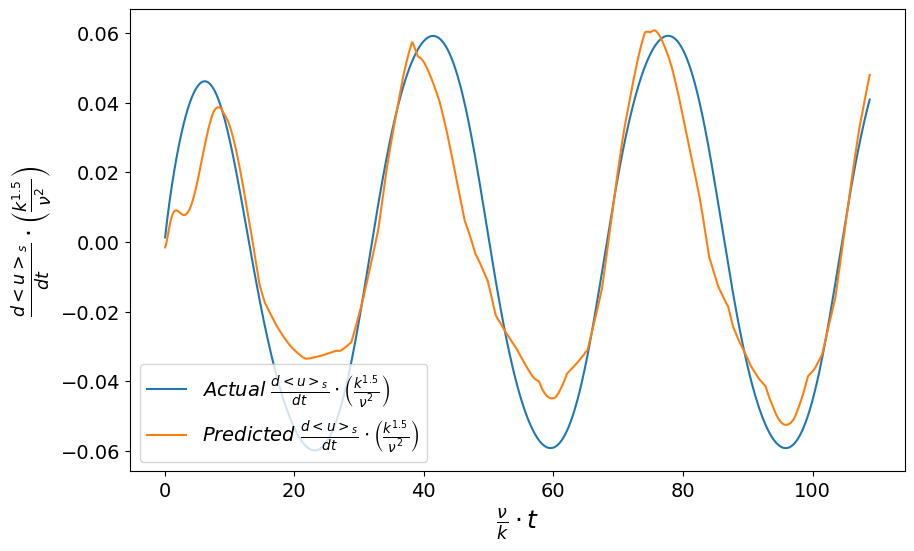 0.06
0.04
0.02
0.00
−0.02
−0.04
−0.06
d<u>_s/dt · (k^1.5/ν^2)
Actual d<u>_s/dt · (k^1.5/ν^2)
Predicted d<u>_s/dt · (k^1.5/ν^2)
0 20 40 60 80 100
ν/k · t